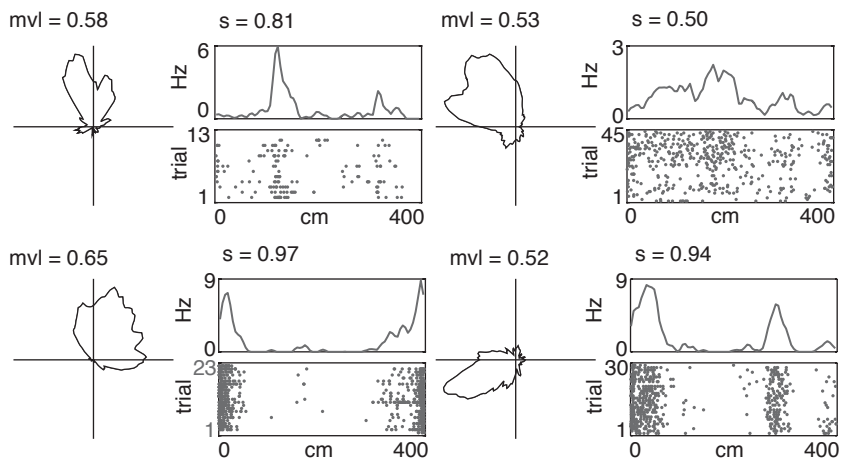 mvl = 0.58
s = 0.81
6
Hz
0
13
trial
1
0 cm 400
mvl = 0.53
s = 0.50
3
Hz
0
45
trial
1
0 cm 400
mvl = 0.65
s = 0.97
9
Hz
0
23
trial
1
0 cm 400
mvl = 0.52
s = 0.94
9
Hz
0
30
trial
1
0 cm 400